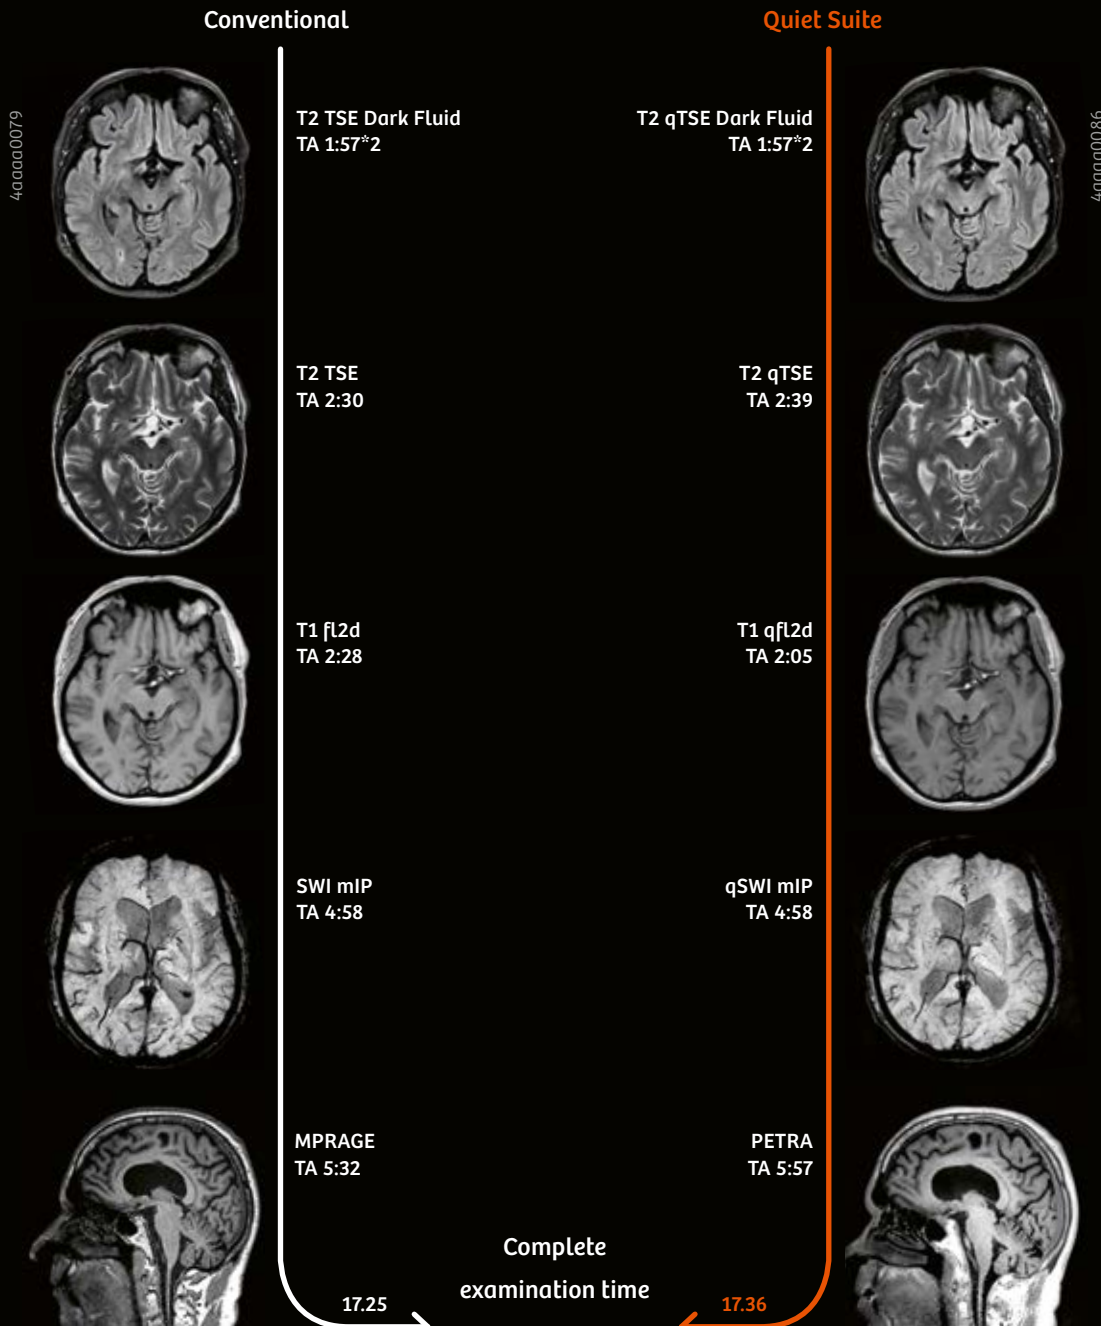 Conventional
Quiet Suite
4aaaa0079
T2 TSE Dark Fluid
TA 1:57*2
T2 qTSE Dark Fluid
TA 1:57*2
4aaaa0086
T2 TSE
TA 2:30
T2 qTSE
TA 2:39
T1 fl2d
TA 2:28
T1 qfl2d
TA 2:05
SWI mIP
TA 4:58
qSWI mIP
TA 4:58
MPRAGE
TA 5:32
PETRA
TA 5:57
Complete
examination time
17.25
17.36